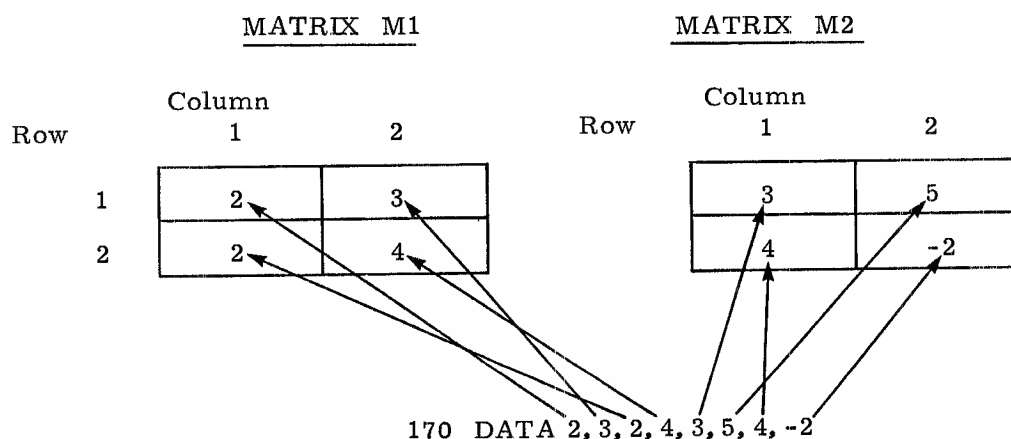 MATRIX M1 MATRIX M2
Column Column
Row 1 2 Row 1 2
1 2 3 3 5
2 2 4 4 -2
170 DATA 2,3,2,4,3,5,4,-2